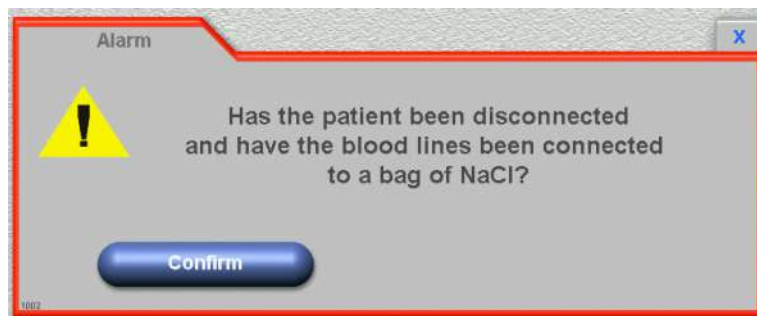 Alarm
X
!
Has the patient been disconnected
and have the blood lines been connected
to a bag of NaCl?
Confirm
1002